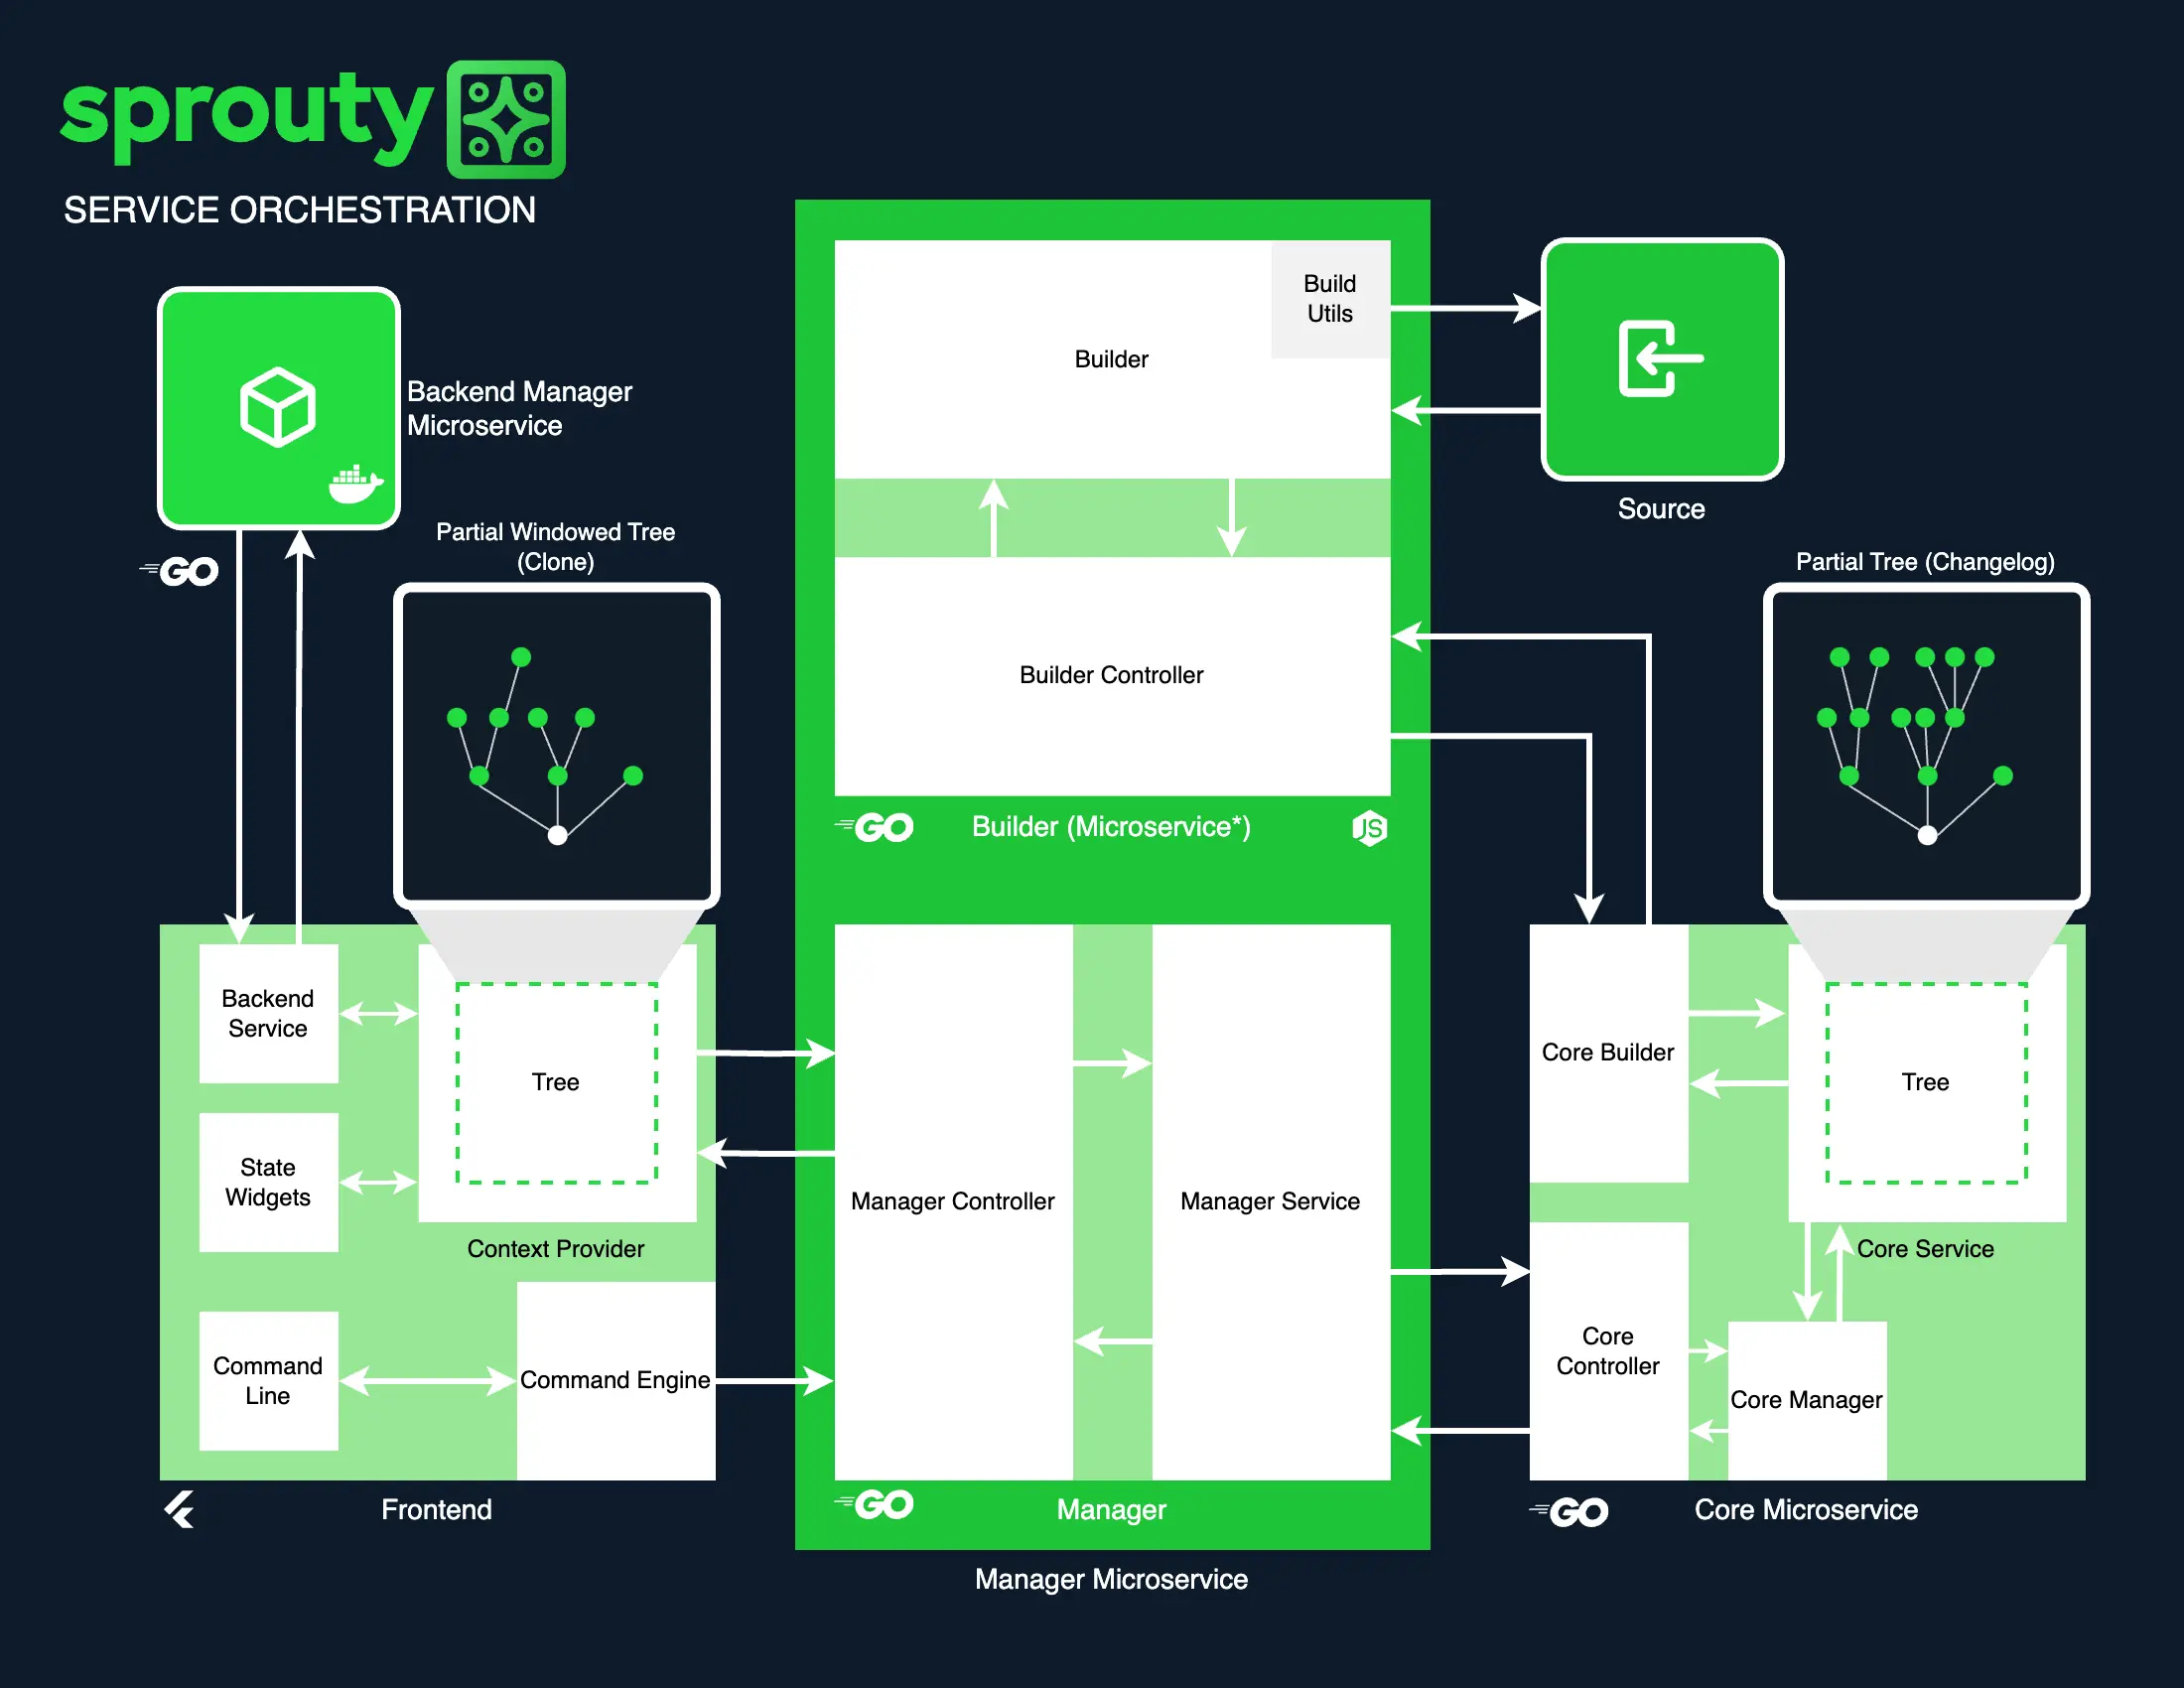 sprouty
SERVICE ORCHESTRATION
Backend Manager
Microservice
GO
Partial Windowed Tree
(Clone)
Build
Utils
Builder
Source
Builder Controller
GO
Builder (Microservice*)
JS
Partial Tree (Changelog)
Backend
Service
State
Widgets
Tree
Context Provider
Command
Line
Command Engine
Frontend
Manager Controller
Manager Service
GO
Manager
Manager Microservice
Core Builder
Tree
Core Service
Core
Controller
Core Manager
GO
Core Microservice